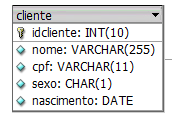 cliente
idcliente: INT(10)
nome: VARCHAR(255)
cpf: VARCHAR(11)
sexo: CHAR(1)
nascimento: DATE